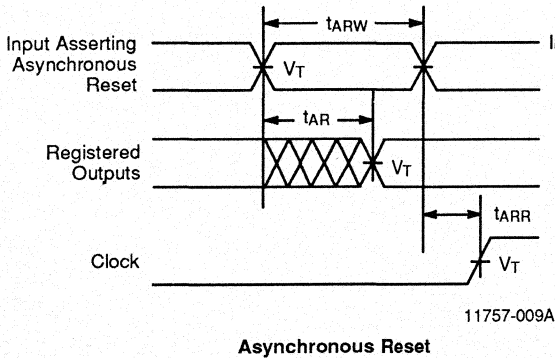 tARW
Input Asserting
Asynchronous
Reset
VT
tAR
Registered
Outputs
VT
tARR
Clock
VT
11757-009A
Asynchronous Reset